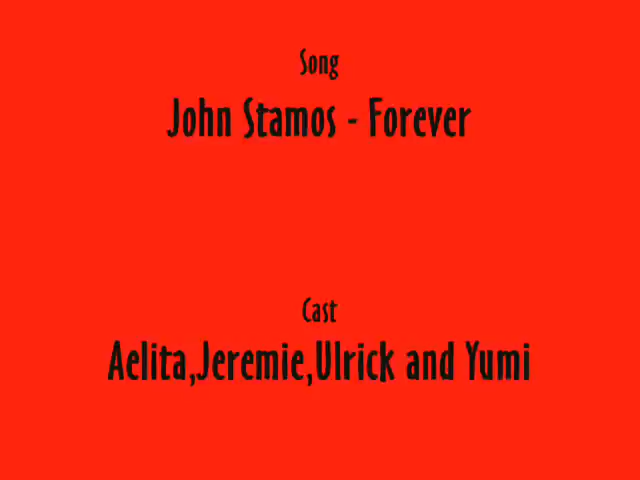 Song
John Stamos - Forever
Cast
Aelita,Jeremie,Ulrick and Yumi